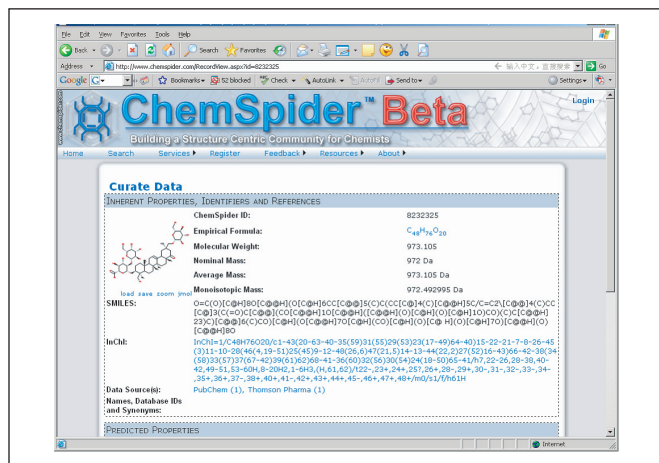 File Edit View Favorites Tools Help
Back Search Favorites
Address http://www.chemspider.com/RecordView.aspx?id=8232325 输入中文，直接搜索 Go
Google G Bookmarks 52 blocked Check AutoLink AutoFill Send to Settings
www.chemspider.com
ChemSpider™ Beta
Building a Structure Centric Community for Chemists
Login
Home Search Services Register Feedback Resources About
Curate Data
Inherent Properties, Identifiers and References
ChemSpider ID: 8232325
Empirical Formula: C48H76O20
Molecular Weight: 973.105
Nominal Mass: 972 Da
Average Mass: 973.105 Da
Monoisotopic Mass: 972.492995 Da
load save zoom jmol
SMILES: O=C(O)[C@H]8O[C@@H](O[C@H]6CC[C@@]5(C)C(CC[C@]4(C)[C@@H]5C/C=C2\[C@@]4(C)CC
[C@]3(C(=O)C[C@@](CO[C@@H]1O[C@@H]([C@@H](O)[C@H](O)[C@H]1O)CO)(C)C[C@@H]
23)C)[C@@]6(C)CO)[C@H](O[C@@H]7O[C@H](CO)[C@H](O)[C@ H](O)[C@H]7O)[C@@H](O)
[C@@H]8O
InChI: InChI=1/C48H76O20/c1-43(20-63-40-35(59)31(55)29(53)23(17-49)64-40)15-22-21-7-8-26-45
(3)11-10-28(46(4,19-51)25(45)9-12-48(26,6)47(21,5)14-13-44(22,2)27(52)16-43)66-42-38(34
(58)33(57)37(67-42)39(61)62)68-41-36(60)32(56)30(54)24(18-50)65-41/h7,22-26,28-38,40-
42,49-51,53-60H,8-20H2,1-6H3,(H,61,62)/t22-,23+,24+,25?,26+,28-,29+,30-,31-,32-,33-,34-
,35+,36+,37-,38+,40+,41-,42+,43+,44+,45-,46+,47+,48+/m0/s1/f/h61H
Data Source(s): PubChem (1), Thomson Pharma (1)
Names, Database IDs
and Synonyms:
Predicted Properties
Internet